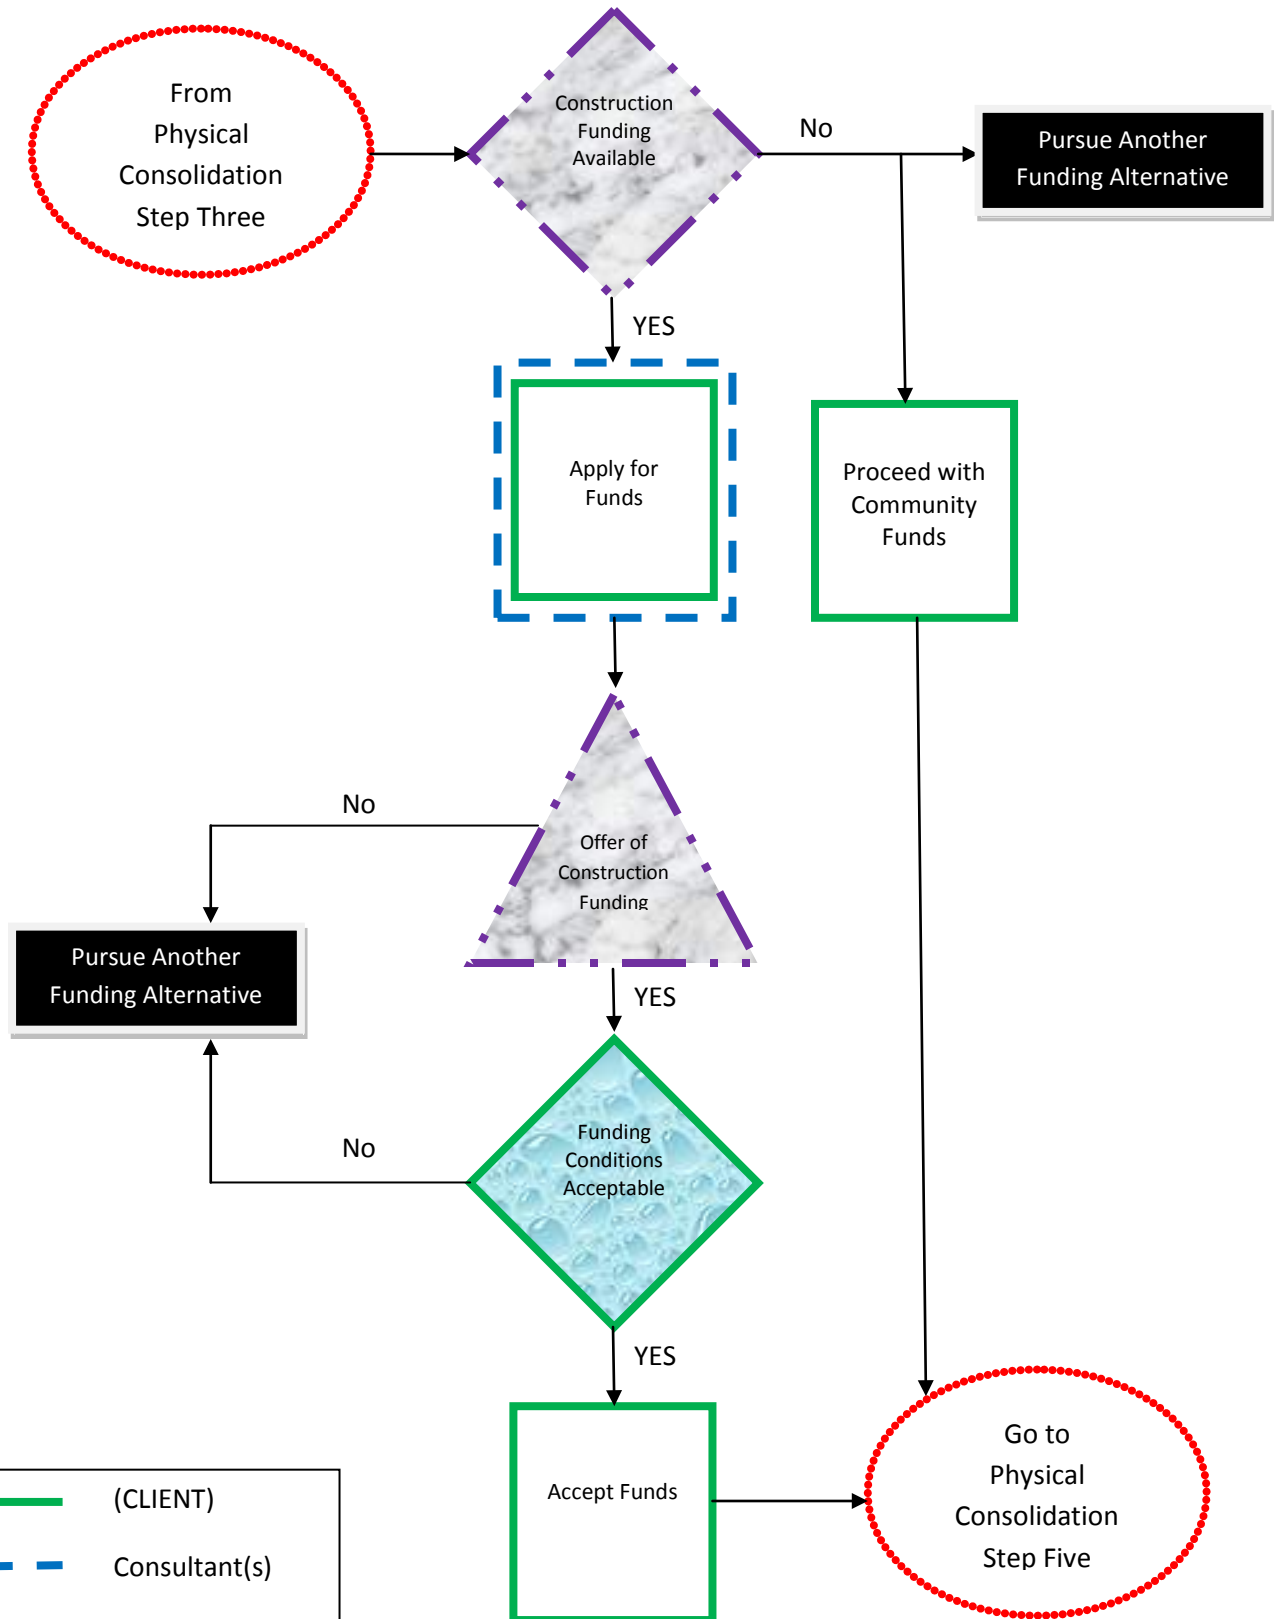 From
Physical
Consolidation
Step Three
Construction
Funding
Available
No
Pursue Another
Funding Alternative
YES
Apply for
Funds
Proceed with
Community
Funds
No
Offer of
Construction
Funding
Pursue Another
Funding Alternative
YES
No
Funding
Conditions
Acceptable
YES
Accept Funds
Go to
Physical
Consolidation
Step Five
(CLIENT)
Consultant(s)